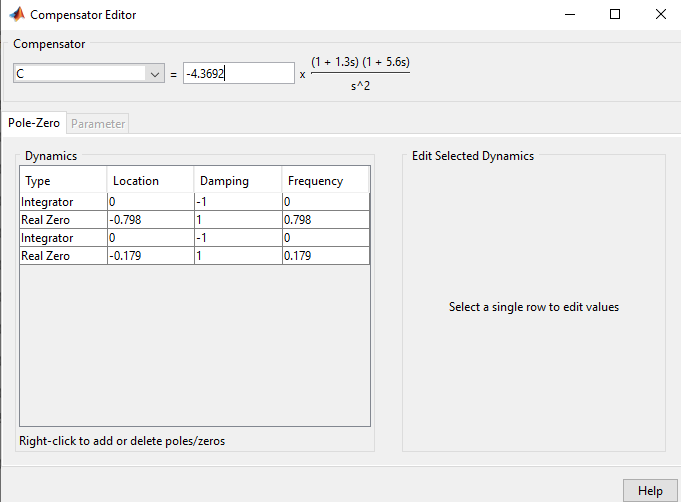 Compensator Editor
Compensator
C = -4.3692 x (1 + 1.3s) (1 + 5.6s)
s^2
Pole-Zero Parameter
Dynamics
Type Location Damping Frequency
Integrator 0 -1 0
Real Zero -0.798 1 0.798
Integrator 0 -1 0
Real Zero -0.179 1 0.179
Right-click to add or delete poles/zeros
Edit Selected Dynamics
Select a single row to edit values
Help